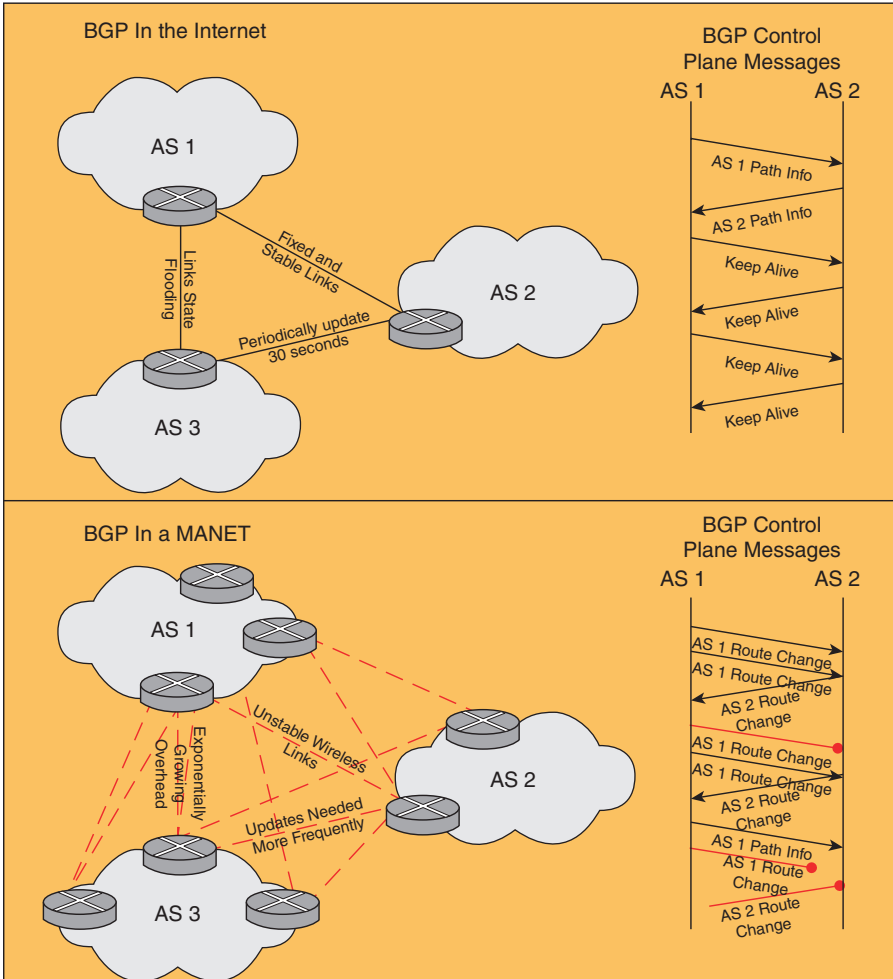 BGP In the Internet
BGP Control
Plane Messages
AS 1
AS 2
AS 1
AS 2
AS 3
Links State
Flooding
Fixed and
Stable Links
Periodically update
30 seconds
AS 1 Path Info
AS 2 Path Info
Keep Alive
Keep Alive
Keep Alive
Keep Alive
BGP In a MANET
BGP Control
Plane Messages
AS 1
AS 2
AS 1
AS 2
AS 3
Exponentially
Growing
Overhead
Unstable Wireless
Links
Updates Needed
More Frequently
AS 1 Route Change
AS 1 Route Change
AS 2 Route
Change
AS 1 Route Change
AS 1 Route Change
AS 2 Route
Change
AS 1 Path Info
AS 1 Route
Change
AS 2 Route
Change